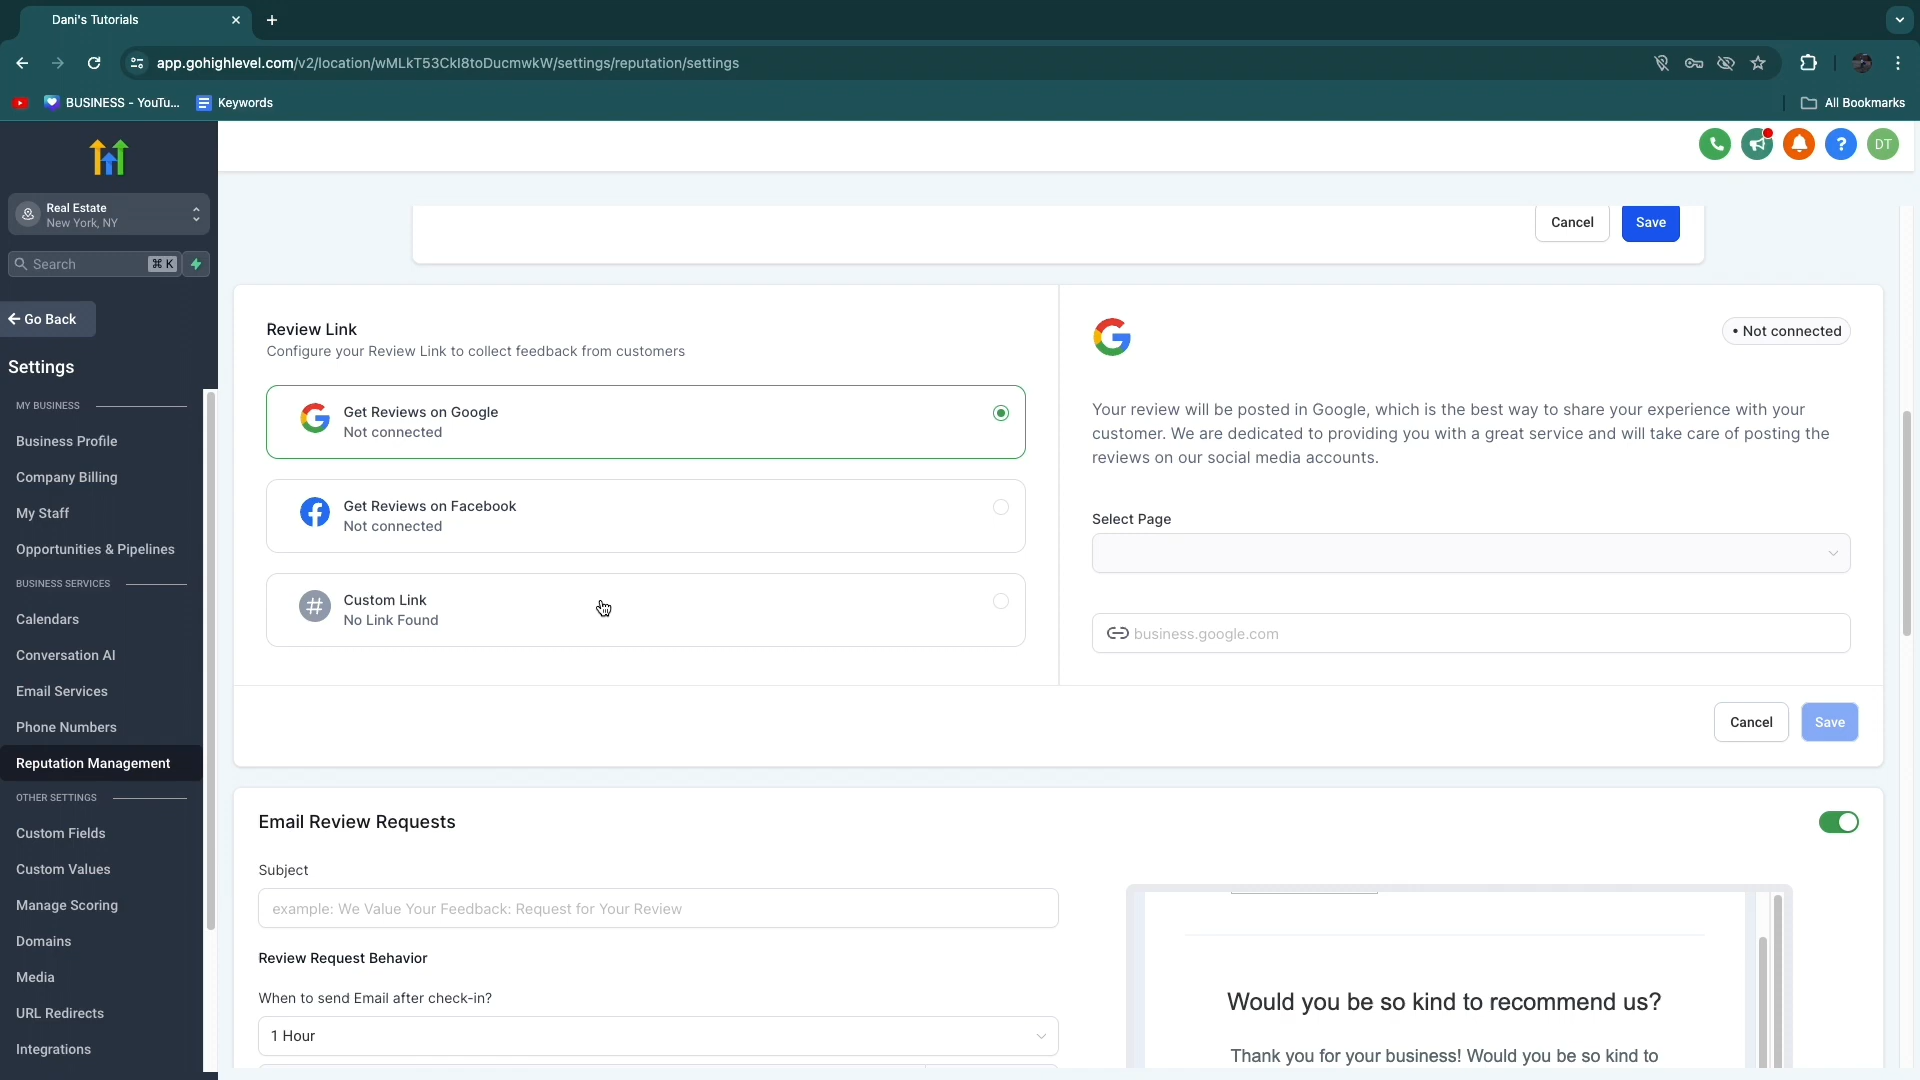 Dani's Tutorials
app.gohighlevel.com/v2/location/wMLkT53CkI8toDucmwkW/settings/reputation/settings
BUSINESS - YouTu...
Keywords
All Bookmarks
DT
Real Estate
New York, NY
Search
⌘ K
Go Back
Settings
MY BUSINESS
Business Profile
Company Billing
My Staff
Opportunities & Pipelines
BUSINESS SERVICES
Calendars
Conversation AI
Email Services
Phone Numbers
Reputation Management
OTHER SETTINGS
Custom Fields
Custom Values
Manage Scoring
Domains
Media
URL Redirects
Integrations
Cancel
Save
Review Link
Configure your Review Link to collect feedback from customers
Get Reviews on Google
Not connected
Get Reviews on Facebook
Not connected
Custom Link
No Link Found
• Not connected
Your review will be posted in Google, which is the best way to share your experience with your
customer. We are dedicated to providing you with a great service and will take care of posting the
reviews on our social media accounts.
Select Page
business.google.com
Cancel
Save
Email Review Requests
Subject
example: We Value Your Feedback: Request for Your Review
Review Request Behavior
When to send Email after check-in?
1 Hour
Would you be so kind to recommend us?
Thank you for your business! Would you be so kind to